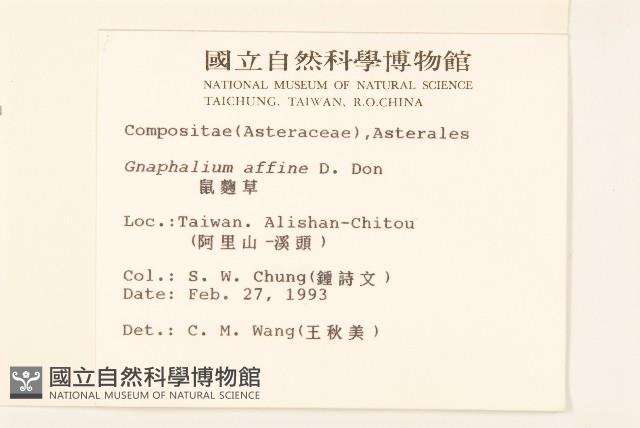 國立自然科學博物館
NATIONAL MUSEUM OF NATURAL SCIENCE
TAICHUNG, TAIWAN, R.O.CHINA
Compositae(Asteraceae),Asterales
Gnaphalium affine D. Don
鼠麴草
Loc.:Taiwan. Alishan-Chitou
(阿里山-溪頭)
Col.: S. W. Chung(鍾詩文)
Date: Feb. 27, 1993
Det.: C. M. Wang(王秋美)
國立自然科學博物館
NATIONAL MUSEUM OF NATURAL SCIENCE